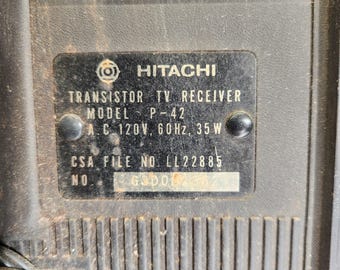 HITACHI
TRANSISTOR TV RECEIVER
MODEL P-42
A.C. 120V, 60Hz, 35W
CSA FILE NO. LL22885
NO.